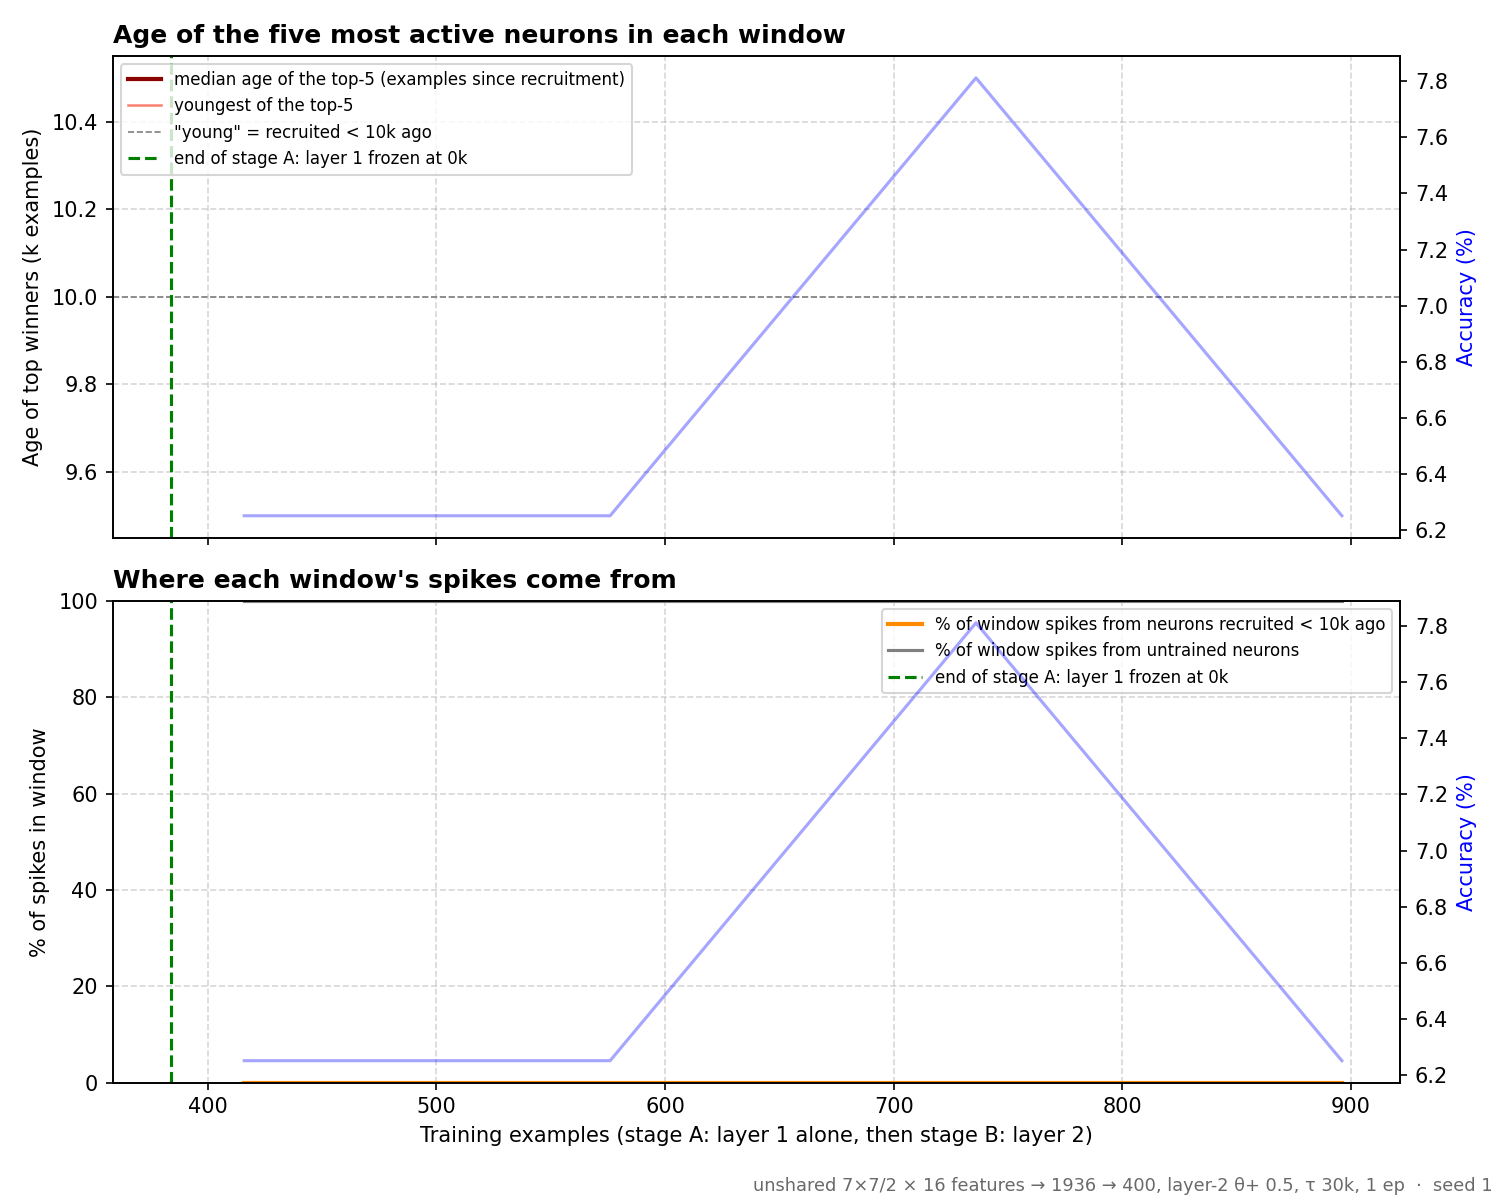 Age of the five most active neurons in each window
median age of the top-5 (examples since recruitment)
youngest of the top-5
"young" = recruited < 10k ago
end of stage A: layer 1 frozen at 0k
Age of top winners (k examples)
10.4
10.2
10.0
9.8
9.6
7.8
7.6
7.4
7.2
7.0
6.8
6.6
6.4
6.2
Accuracy (%)
Where each window's spikes come from
% of window spikes from neurons recruited < 10k ago
% of window spikes from untrained neurons
end of stage A: layer 1 frozen at 0k
% of spikes in window
100
80
60
40
20
0
7.8
7.6
7.4
7.2
7.0
6.8
6.6
6.4
6.2
Accuracy (%)
400 500 600 700 800 900
Training examples (stage A: layer 1 alone, then stage B: layer 2)
unshared 7×7/2 × 16 features → 1936 → 400, layer-2 θ+ 0.5, τ 30k, 1 ep · seed 1